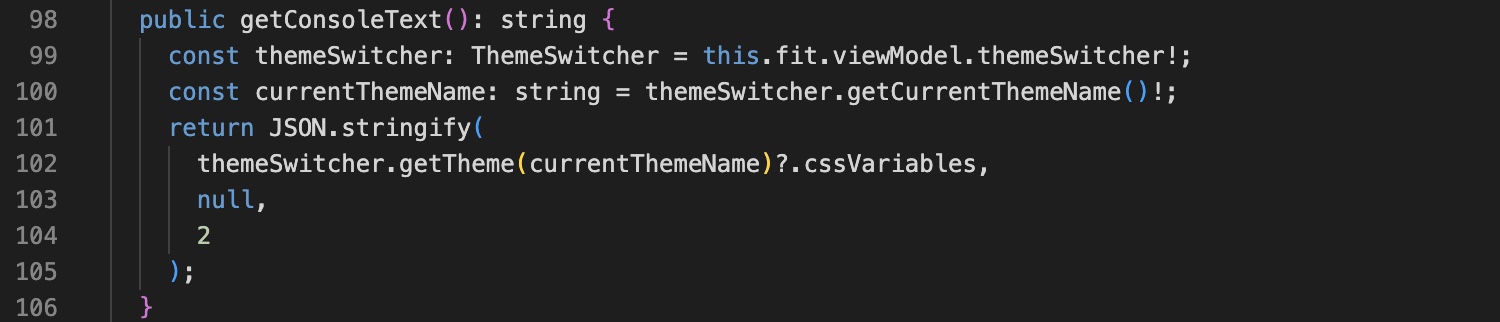 98 public getConsoleText(): string {
99 const themeSwitcher: ThemeSwitcher = this.fit.viewModel.themeSwitcher!;
100 const currentThemeName: string = themeSwitcher.getCurrentThemeName()!;
101 return JSON.stringify(
102 themeSwitcher.getTheme(currentThemeName)?.cssVariables,
103 null,
104 2
105 );
106 }